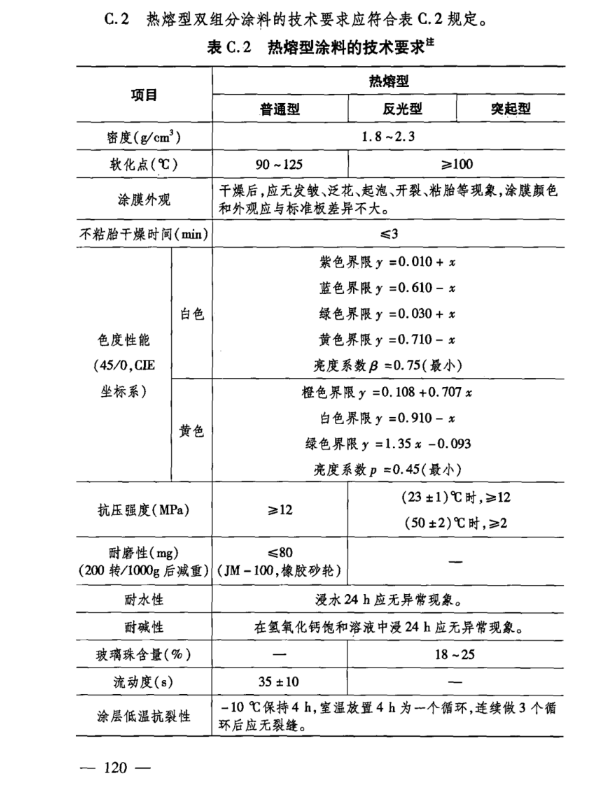 C.2 热熔型双组分涂料的技术要求应符合表 C.2 规定。
表 C.2 热熔型涂料的技术要求注
项目
热熔型
普通型 反光型 突起型
密度(g/cm³) 1.8~2.3
软化点(℃) 90~125 ≥100
涂膜外观
干燥后,应无发皱、泛花、起泡、开裂、粘胎等现象,涂膜颜色
和外观应与标准板差异不大。
不粘胎干燥时间(min) ≤3
色度性能
(45/0,CIE
坐标系)
白色
紫色界限 y = 0.010 + x
蓝色界限 y = 0.610 - x
绿色界限 y = 0.030 + x
黄色界限 y = 0.710 - x
亮度系数 β = 0.75(最小)
黄色
橙色界限 y = 0.108 + 0.707 x
白色界限 y = 0.910 - x
绿色界限 y = 1.35 x - 0.093
亮度系数 p = 0.45(最小)
抗压强度(MPa) ≥12
(23 ±1)℃时,≥12
(50 ±2)℃时,≥2
耐磨性(mg)
(200 转/1000g 后减重)
≤80
(JM-100,橡胶砂轮)
—
耐水性 浸水 24 h 应无异常现象。
耐碱性 在氢氧化钙饱和溶液中浸 24 h 应无异常现象。
玻璃珠含量(%) — 18~25
流动度(s) 35 ±10 —
涂层低温抗裂性
-10 ℃保持 4 h,室温放置 4 h 为一个循环,连续做 3 个循
环后应无裂缝。
— 120 —